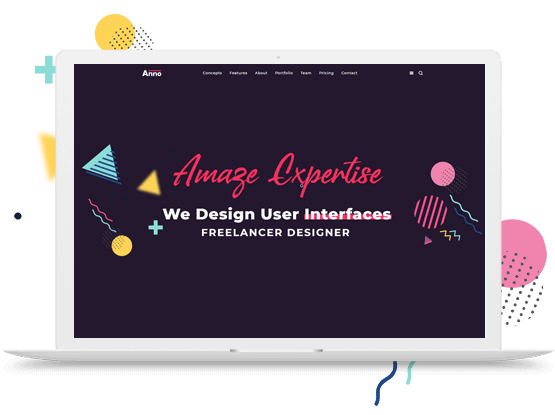 Anno
Concepts Features About Portfolio Team Pricing Contact
Amaze Expertise
We Design User Interfaces
FREELANCER DESIGNER